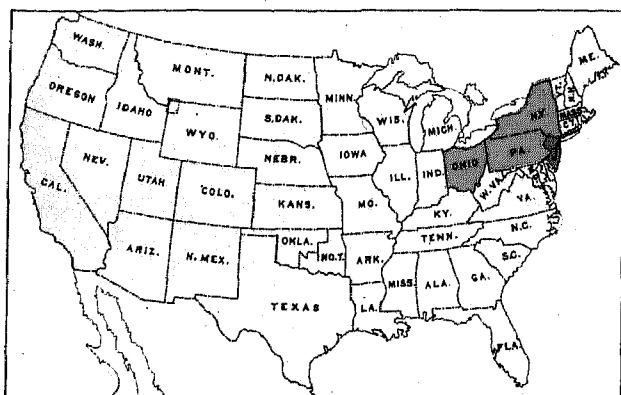 WASH.
MONT.
N.DAK.
MINN.
ME.
OREGON
IDAHO
S.DAK.
WIS.
MICH.
N.Y.
WYO.
NEV.
NEBR.
IOWA
PA.
UTAH
COLO.
ILL.
IND.
OHIO
CAL.
KANS.
MO.
W.VA.
VA.
KY.
N.C.
TENN.
ARIZ.
N.MEX.
OKLA.
IND.T.
ARK.
S.C.
MISS.
ALA.
GA.
TEXAS
LA.
FLA.